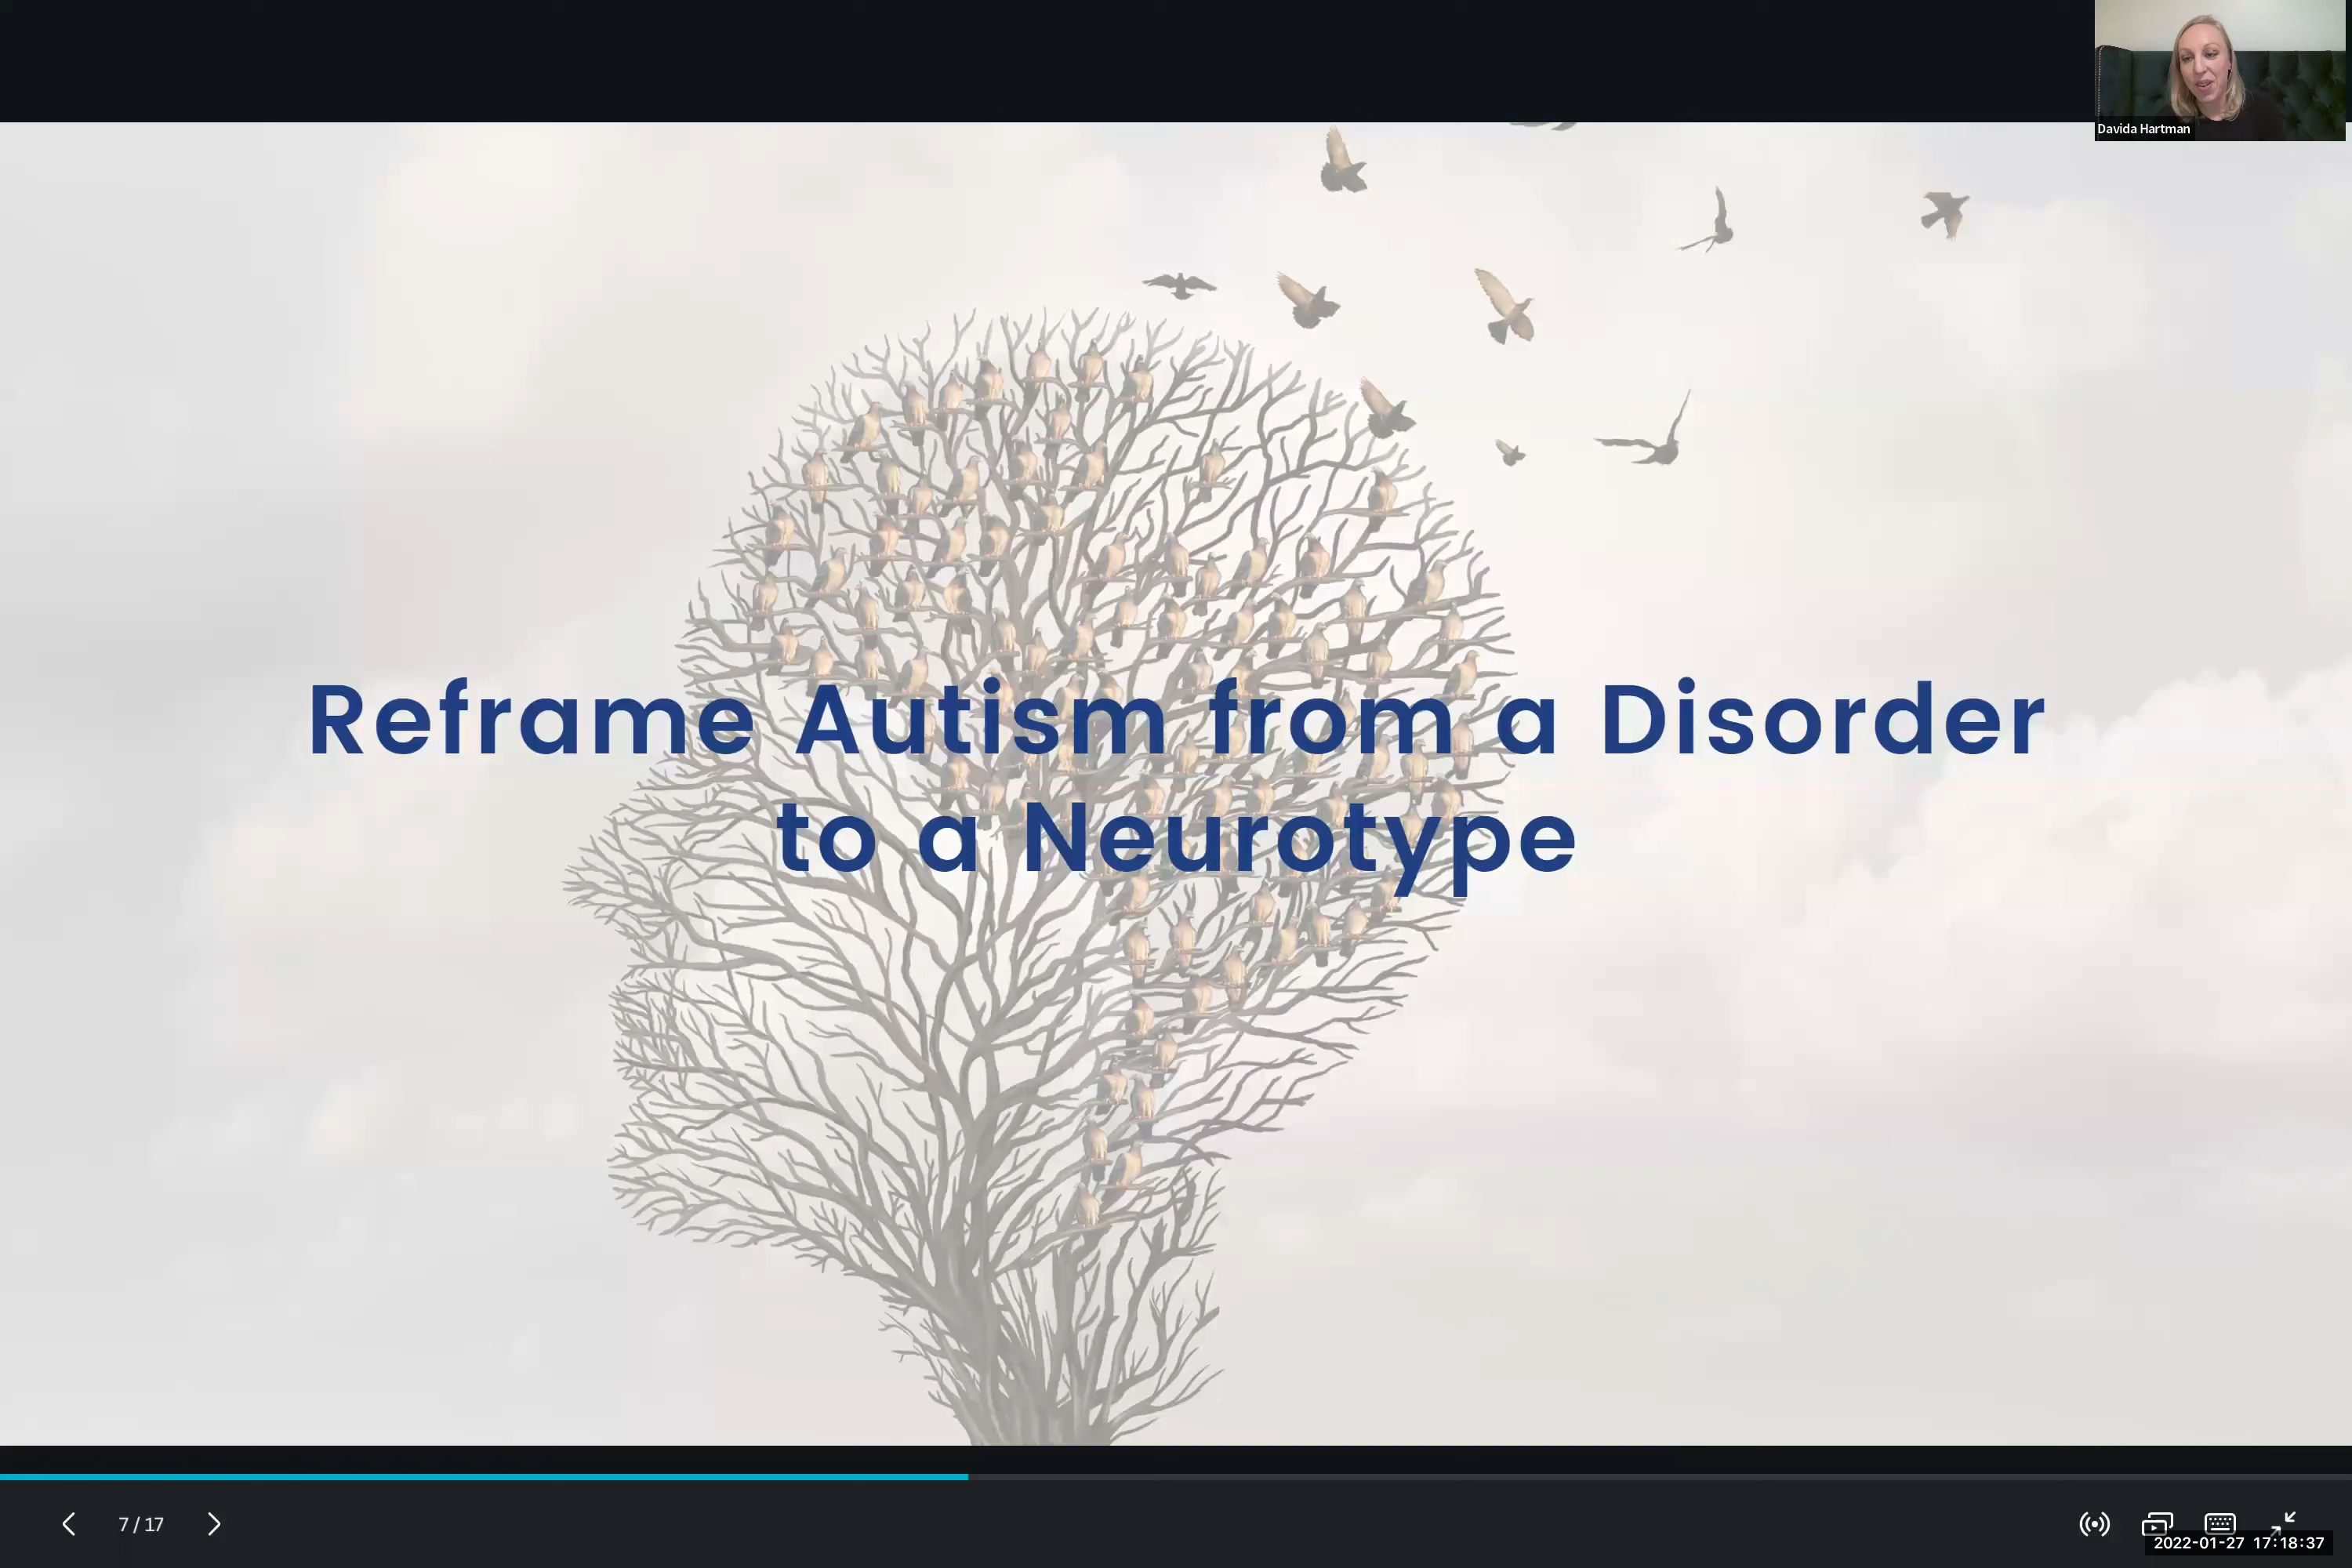 Davida Hartman
Reframe Autism from a Disorder
to a Neurotype
7 / 17
2022-01-27 17:18:37